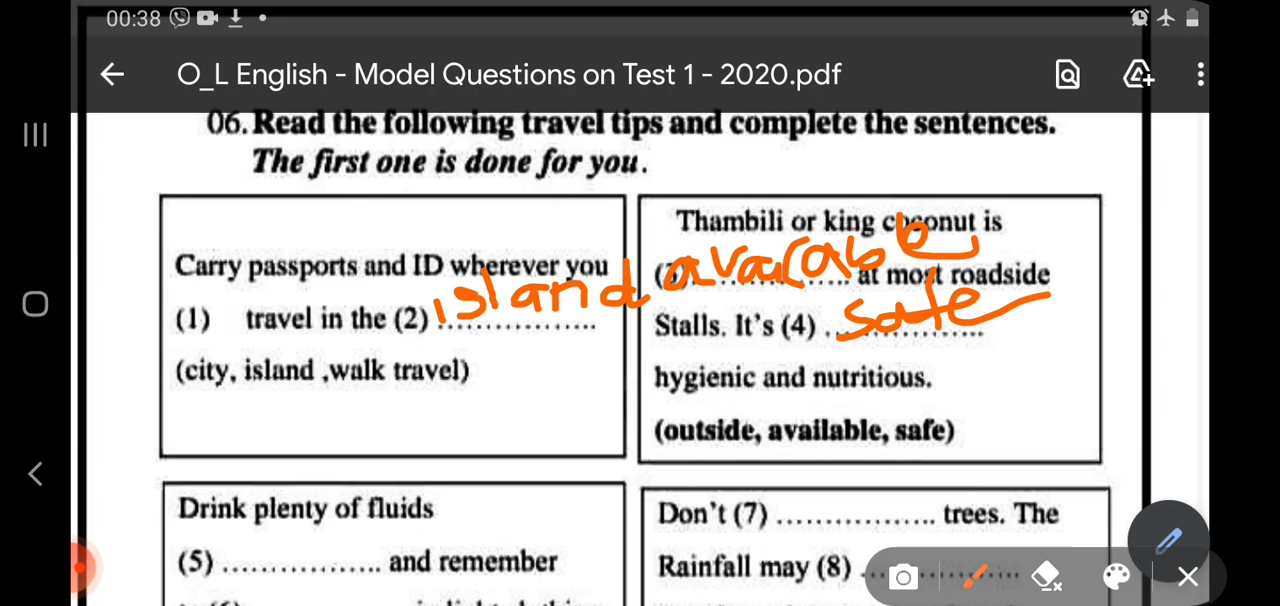 00:38
O_L English - Model Questions on Test 1 - 2020.pdf
06. Read the following travel tips and complete the sentences.
The first one is done for you.
Carry passports and ID wherever you
(1) travel in the (2) ................ island
(city, island ,walk travel)
Thambili or king coconut is
(3) ................ at most roadside available
Stalls. It's (4) ................ safe
hygienic and nutritious.
(outside, available, safe)
Drink plenty of fluids
(5) ................ and remember
Don't (7) ................ trees. The
Rainfall may (8) ................